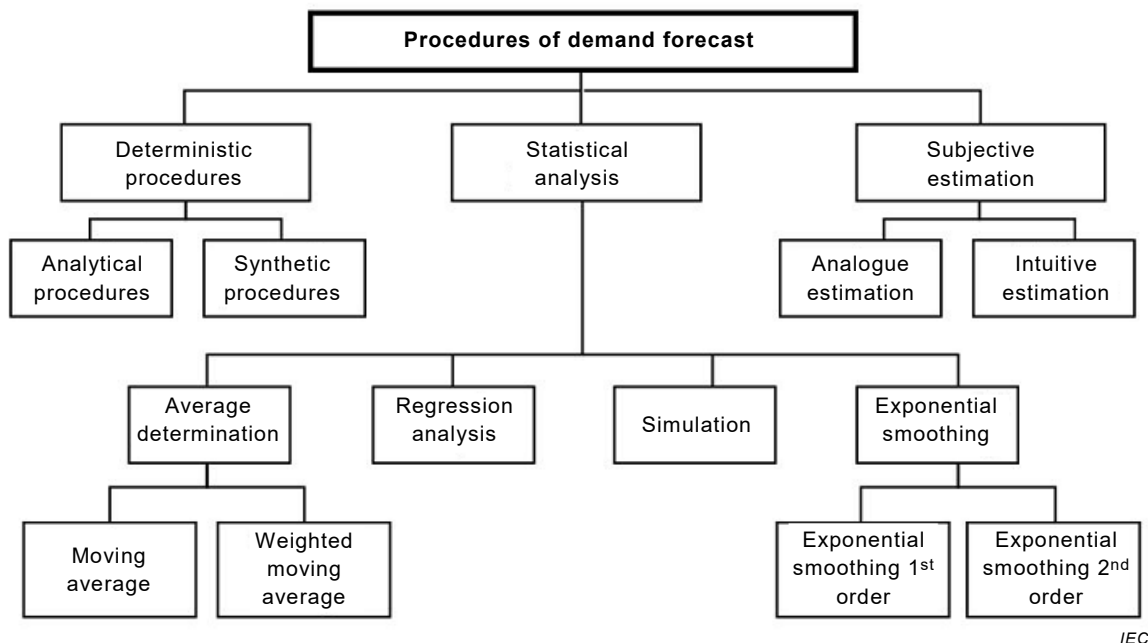 Procedures of demand forecast
Deterministic
procedures
Statistical
analysis
Subjective
estimation
Analytical
procedures
Synthetic
procedures
Analogue
estimation
Intuitive
estimation
Average
determination
Regression
analysis
Simulation
Exponential
smoothing
Moving
average
Weighted
moving
average
Exponential
smoothing 1st
order
Exponential
smoothing 2nd
order
IEC